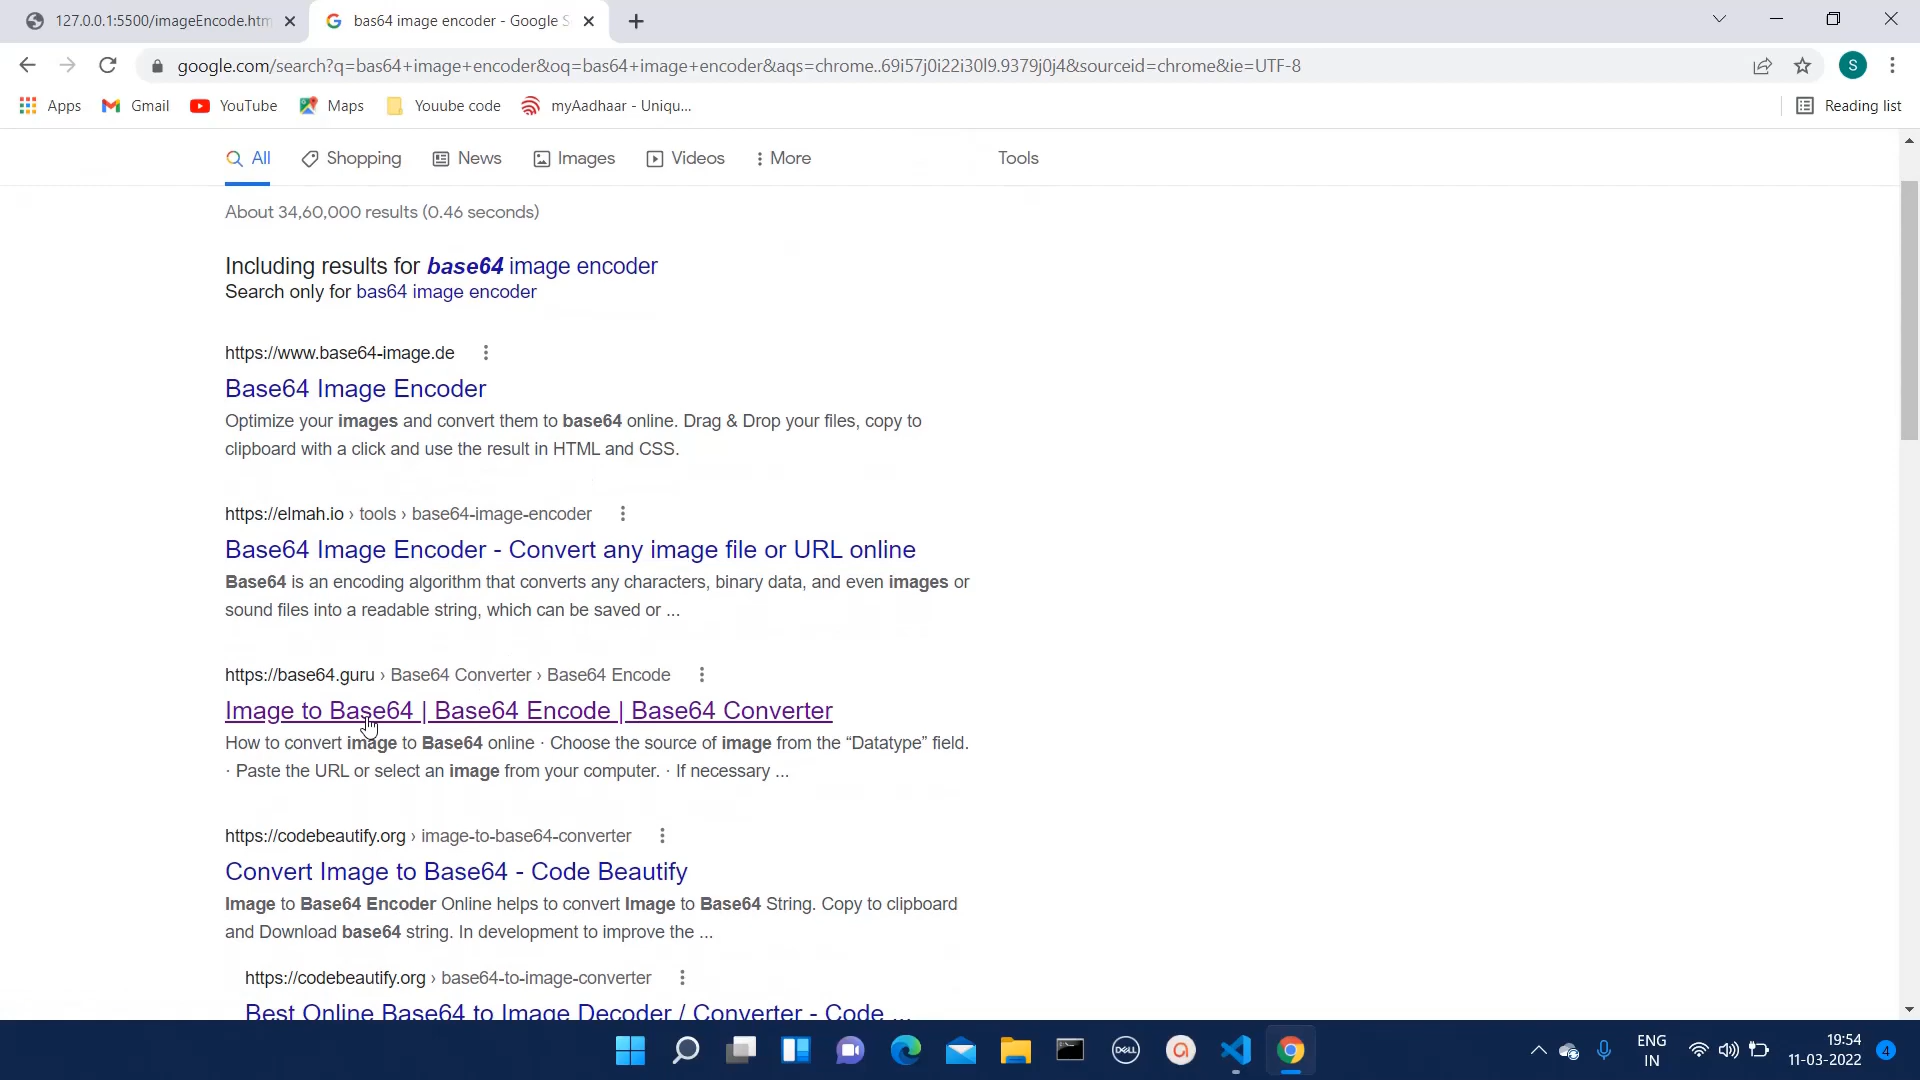 127.0.0.1:5500/imageEncode.htm
bas64 image encoder - Google S
google.com/search?q=bas64+image+encoder&oq=bas64+image+encoder&aqs=chrome..69i57j0i22i30l9.9379j0j4&sourceid=chrome&ie=UTF-8
S
Apps Gmail YouTube Maps Youube code myAadhaar - Uniqu... Reading list
All Shopping News Images Videos More Tools
About 34,60,000 results (0.46 seconds)
Including results for base64 image encoder
Search only for bas64 image encoder
https://www.base64-image.de
Base64 Image Encoder
Optimize your images and convert them to base64 online. Drag & Drop your files, copy to
clipboard with a click and use the result in HTML and CSS.
https://elmah.io › tools › base64-image-encoder
Base64 Image Encoder - Convert any image file or URL online
Base64 is an encoding algorithm that converts any characters, binary data, and even images or
sound files into a readable string, which can be saved or ...
https://base64.guru › Base64 Converter › Base64 Encode
Image to Base64 | Base64 Encode | Base64 Converter
How to convert image to Base64 online · Choose the source of image from the “Datatype” field.
· Paste the URL or select an image from your computer. · If necessary ...
https://codebeautify.org › image-to-base64-converter
Convert Image to Base64 - Code Beautify
Image to Base64 Encoder Online helps to convert Image to Base64 String. Copy to clipboard
and Download base64 string. In development to improve the ...
https://codebeautify.org › base64-to-image-converter
Best Online Base64 to Image Decoder / Converter - Code ...
DELL
ENG
IN
19:54
11-03-2022
4